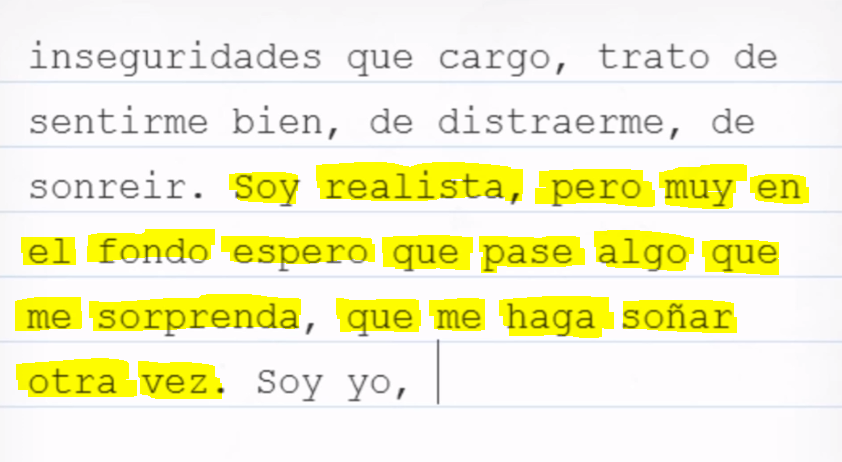 inseguridades que cargo, trato de
sentirme bien, de distraerme, de
sonreir. Soy realista, pero muy en
el fondo espero que pase algo que
me sorprenda, que me haga soñar
otra vez. Soy yo,